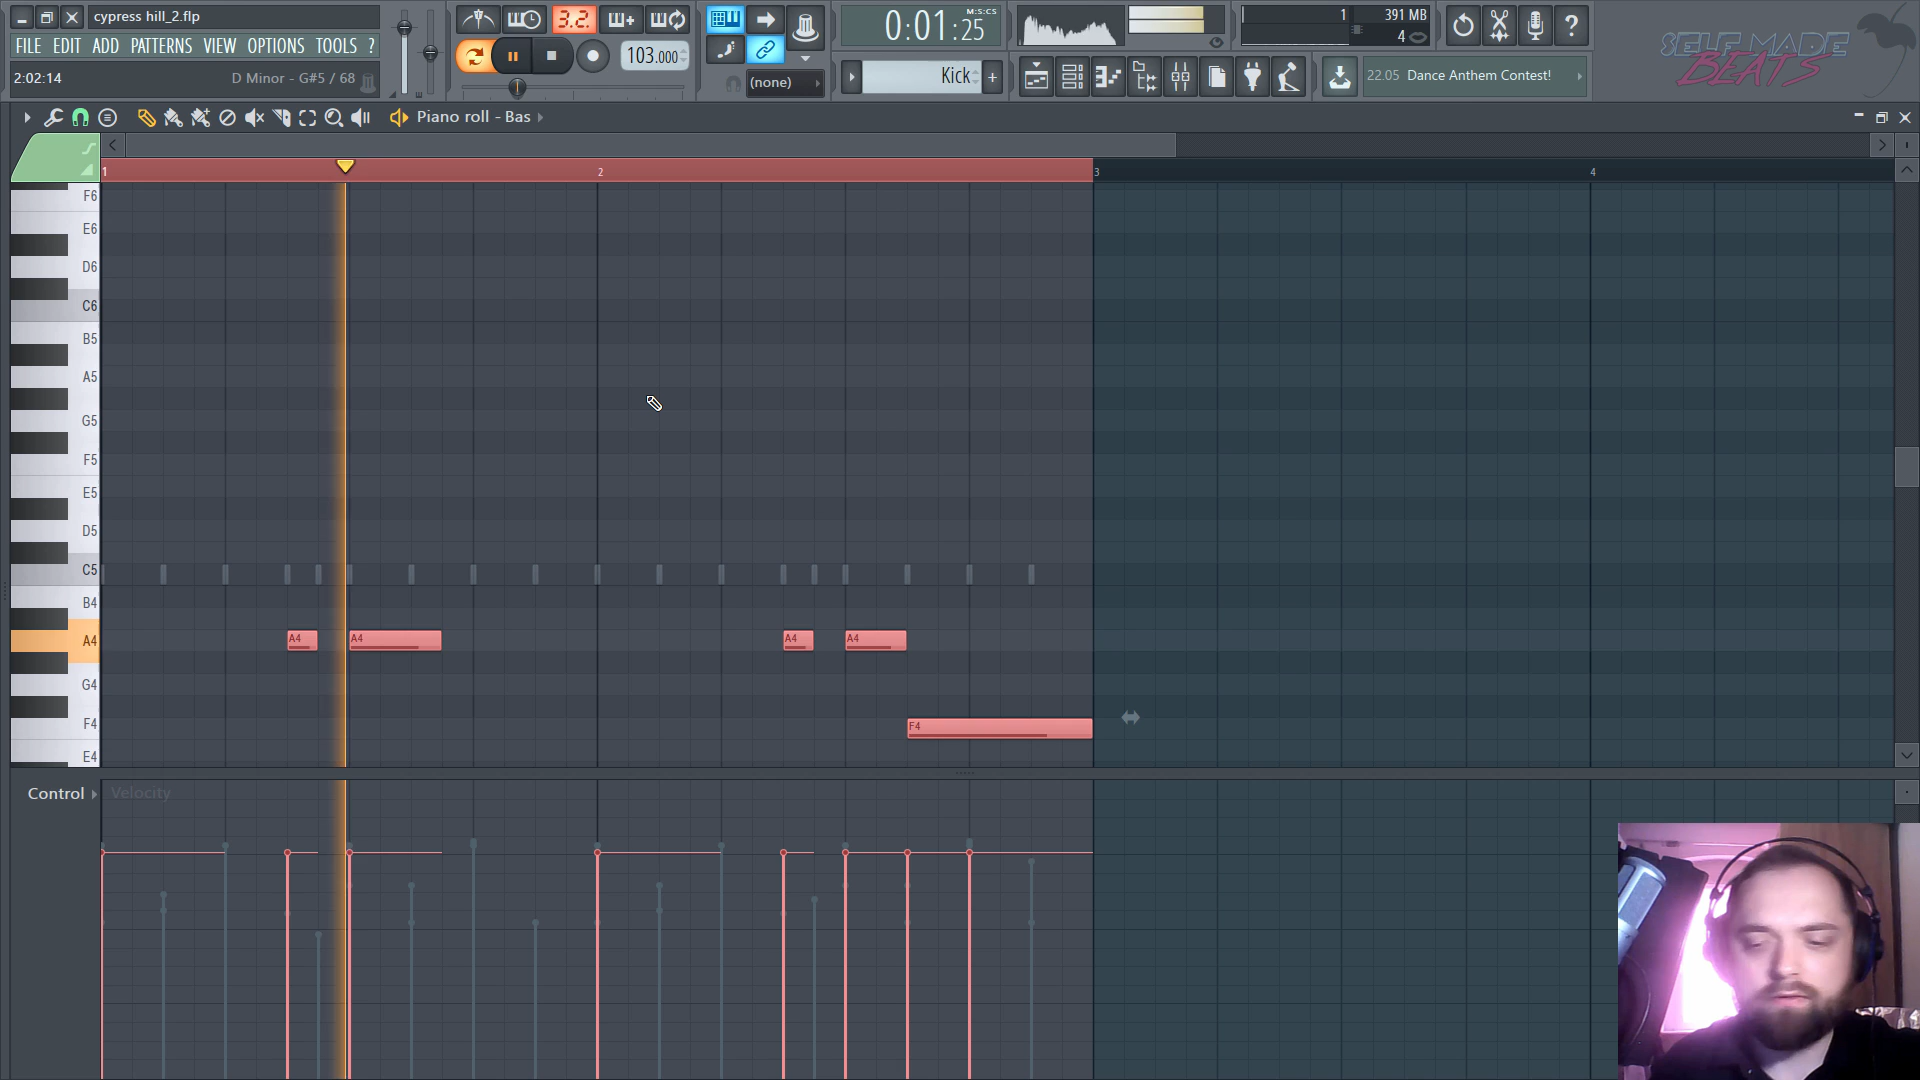 cypress hill_2.flp
FILE EDIT ADD PATTERNS VIEW OPTIONS TOOLS ?
2:02:14 D Minor - G#5 / 68
3.2.
103.000
(none)
0:01:25 M:S:CS
Kick
1 391 MB
4
22.05 Dance Anthem Contest!
SELF MADE
BEATS
Piano roll - Bas
1 2 3 4
F6
E6
D6
C6
B5
A5
G5
F5
E5
D5
C5
B4
A4 A4 A4 A4 A4
G4
F4 F4
E4
Control Velocity